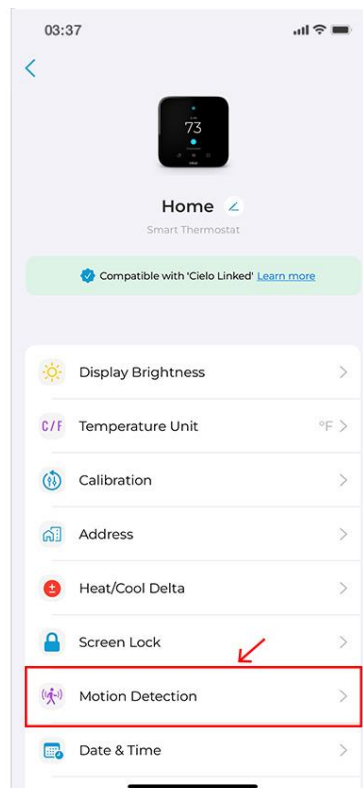 03:37
73
Home
Smart Thermostat
Compatible with 'Cielo Linked' Learn more
Display Brightness
C/F Temperature Unit °F
Calibration
Address
Heat/Cool Delta
Screen Lock
Motion Detection
Date & Time